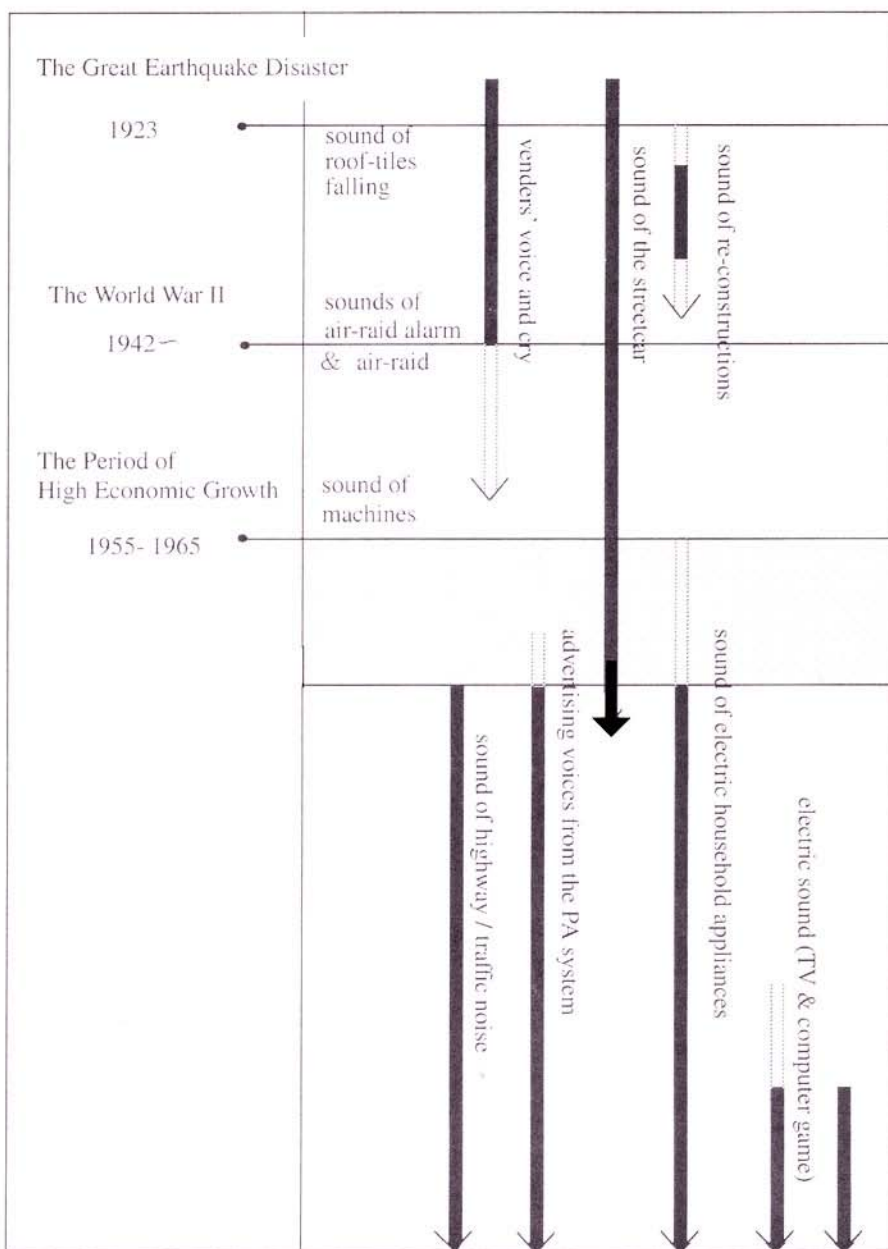 The Great Earthquake Disaster
1923
sound of
roof-tiles
falling
venders' voice and cry
sound of the streetcar
sound of re-constructions
The World War II
1942~
sounds of
air-raid alarm
& air-raid
The Period of
High Economic Growth
1955- 1965
sound of
machines
sound of highway / traffic noise
advertising voices from the PA system
sound of electric household appliances
electric sound (TV & computer game)